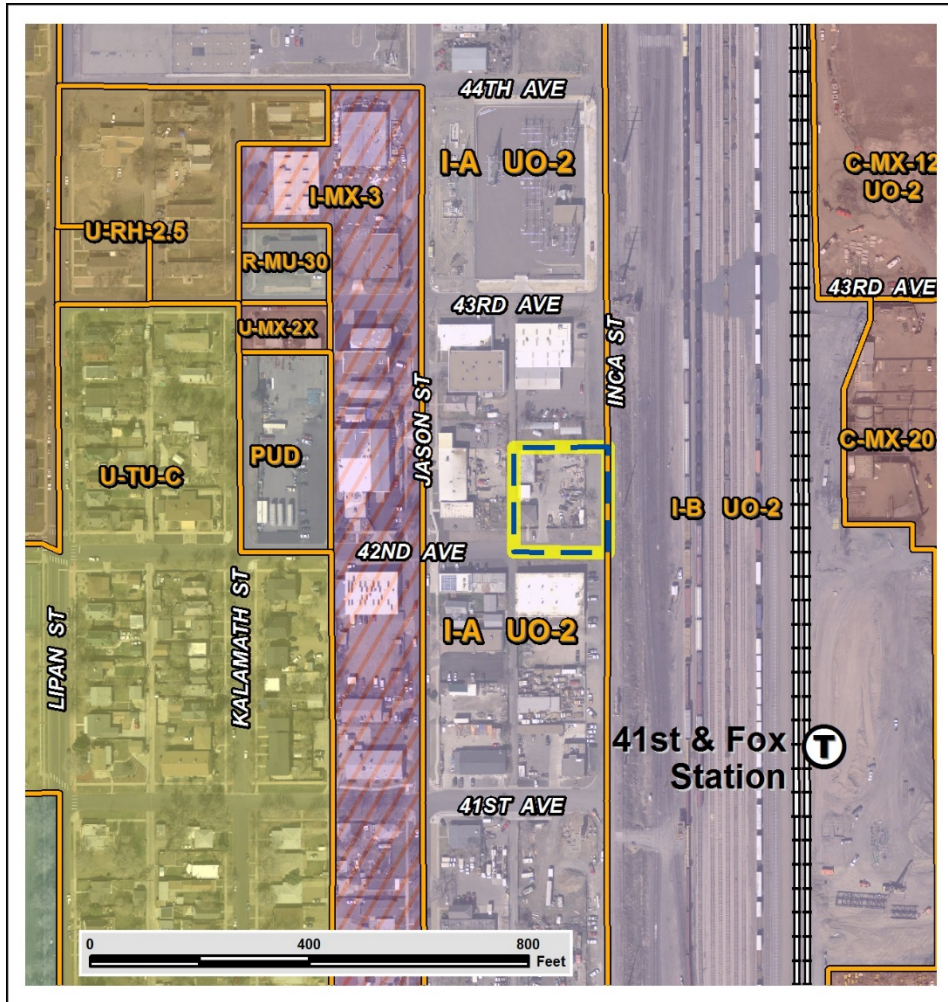 44TH AVE
I-A UO-2
C-MX-12
UO-2
I-MX-3
U-RH-2.5
R-MU-30
43RD AVE
43RD AVE
U-MX-2X
INCA ST
JASON ST
C-MX-20
PUD
U-TU-C
I-B UO-2
42ND AVE
I-A UO-2
LIPAN ST
KALAMATH ST
41st & Fox
Station
T
41ST AVE
0 400 800
Feet